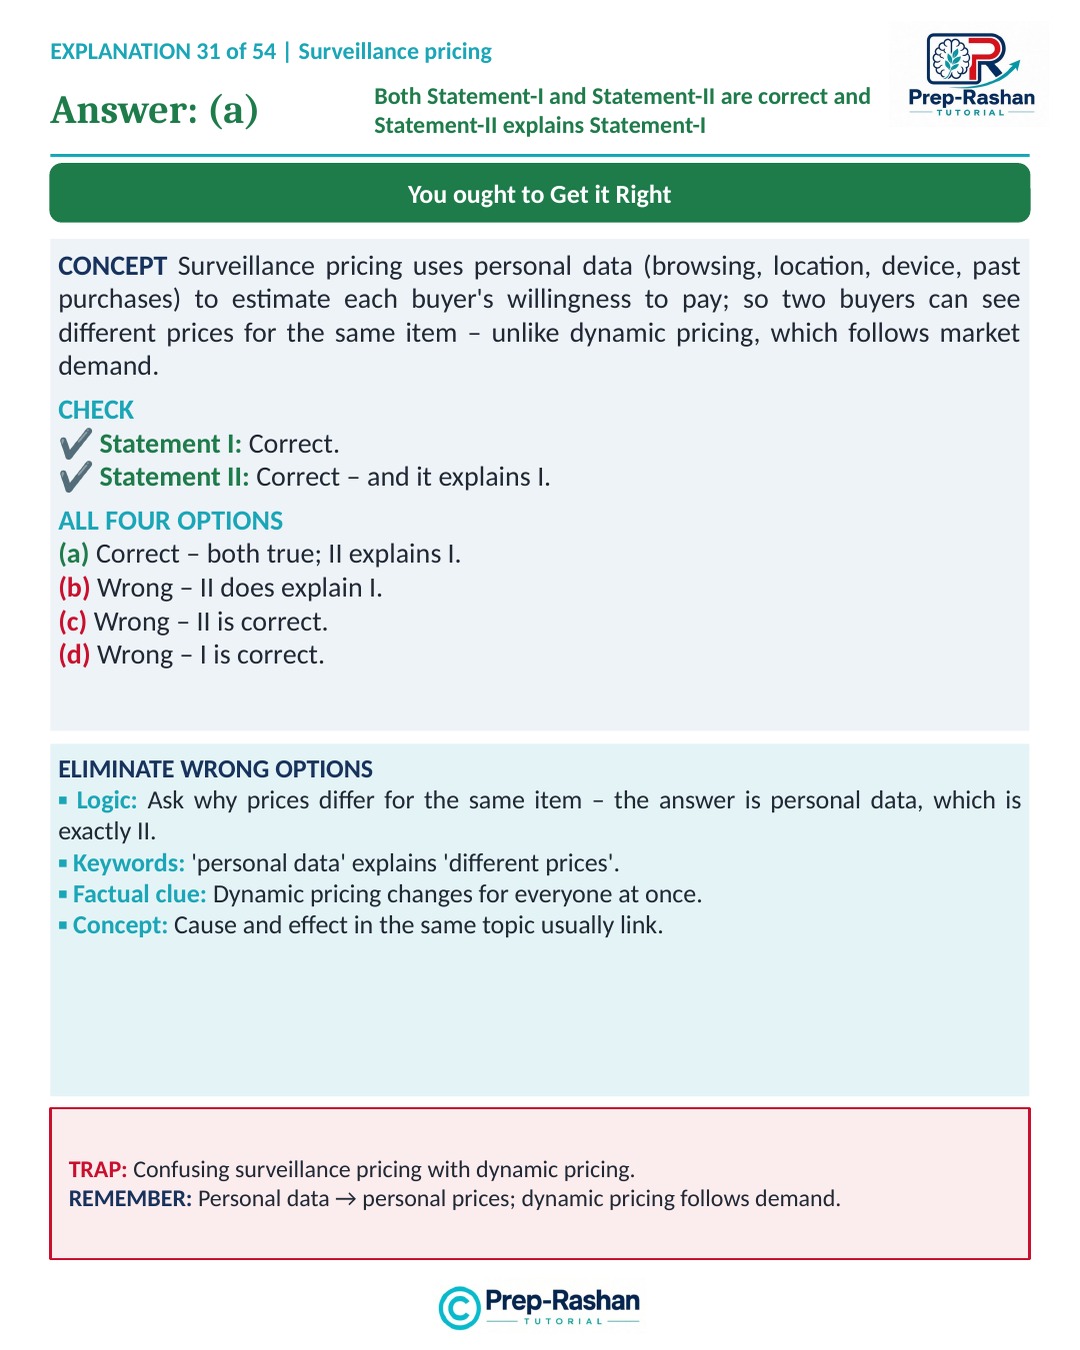 EXPLANATION 31 of 54 | Surveillance pricing
Prep-Rashan
TUTORIAL
Answer: (a)
Both Statement-I and Statement-II are correct and
Statement-II explains Statement-I
You ought to Get it Right
CONCEPT Surveillance pricing uses personal data (browsing, location, device, past
purchases) to estimate each buyer's willingness to pay; so two buyers can see
different prices for the same item – unlike dynamic pricing, which follows market
demand.
CHECK
✔ Statement I: Correct.
✔ Statement II: Correct – and it explains I.
ALL FOUR OPTIONS
(a) Correct – both true; II explains I.
(b) Wrong – II does explain I.
(c) Wrong – II is correct.
(d) Wrong – I is correct.
ELIMINATE WRONG OPTIONS
▪ Logic: Ask why prices differ for the same item – the answer is personal data, which is
exactly II.
▪ Keywords: 'personal data' explains 'different prices'.
▪ Factual clue: Dynamic pricing changes for everyone at once.
▪ Concept: Cause and effect in the same topic usually link.
TRAP: Confusing surveillance pricing with dynamic pricing.
REMEMBER: Personal data → personal prices; dynamic pricing follows demand.
© Prep-Rashan
TUTORIAL